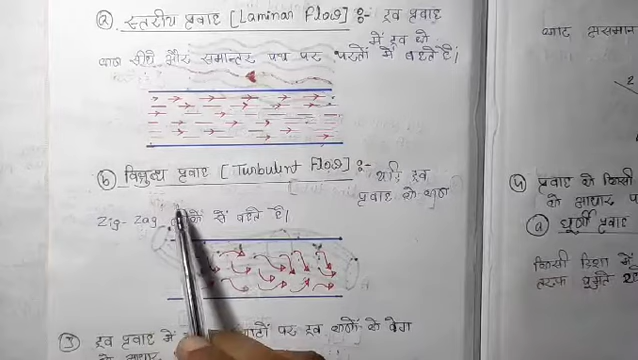 ⓐ स्तरीय प्रवाह [Laminar Flow] :- द्रव प्रवाह
में द्रव के
कण सीधे और समान्तर पथ पर परतों में बहते है।
ⓑ विक्षुब्ध प्रवाह [Turbulent Flow] :- यदि द्रव
प्रवाह के कण
Zig-Zag से बहते है।
③ द्रव प्रवाह में पर द्रव कणों के वेग
के आधार
कण असमान
④ प्रवाह के किसी
के आधार प
ⓐ घूर्णी प्रवाह
किसी दिशा में
तरफ